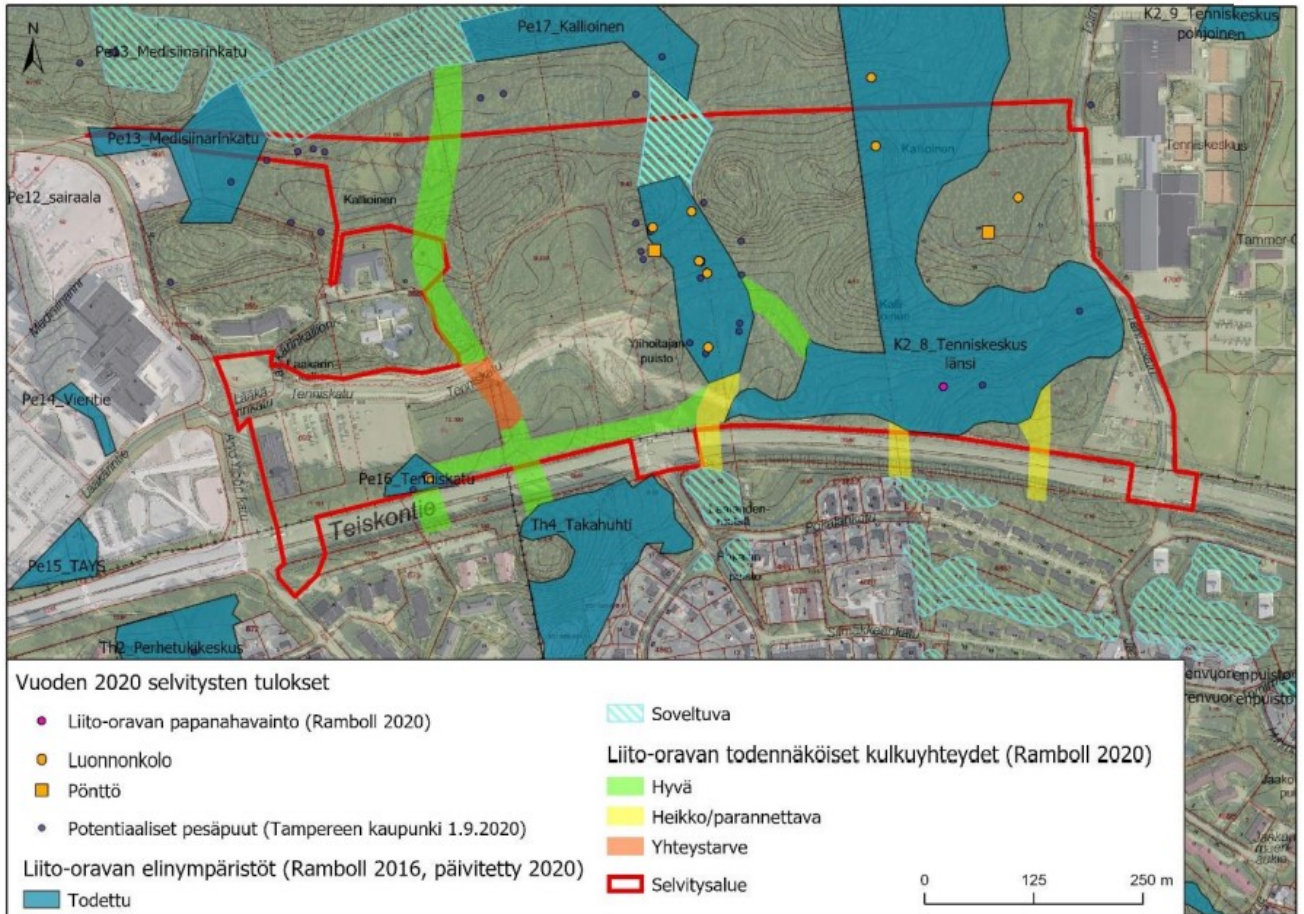 N
Pe13_Medisiinarinkatu
Pe17_Kallioinen
K2_9_Tenniskeskus
pohjoinen
Pe13_Medisiinarinkatu
Kallioinen
Tenniskeskus
Pe12_sairaala
Kallioinen
Tammer-
Ylihoitajan
puisto
K2_8_Tenniskeskus
länsi
Tenniskatu
Tenniskatu
Pe14_Vieritie
Pe16_Tenniskatu
Teiskontie
Th4_Takahuhti
Pe15_TAYS
Th2_Perhetukikeskus
Vuoden 2020 selvitysten tulokset
Liito-oravan papanahavainto (Ramboll 2020)
Luonnonkolo
Pönttö
Potentiaaliset pesäpuut (Tampereen kaupunki 1.9.2020)
Liito-oravan elinympäristöt (Ramboll 2016, päivitetty 2020)
Todettu
Soveltuva
Liito-oravan todennäköiset kulkuyhteydet (Ramboll 2020)
Hyvä
Heikko/parannettava
Yhteystarve
Selvitysalue
0 125 250 m